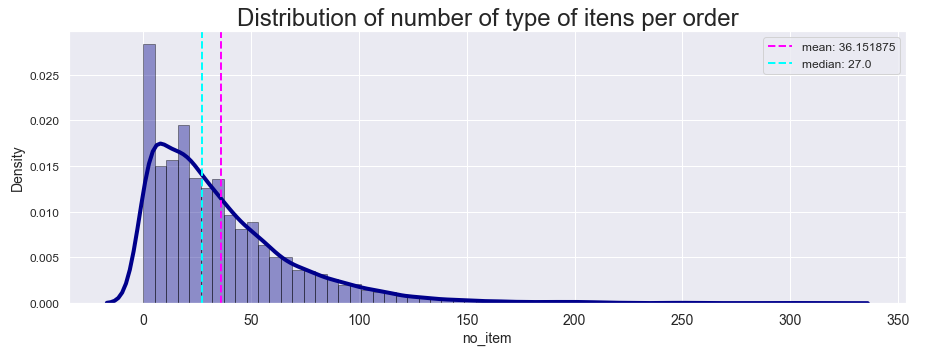 Distribution of number of type of itens per order
mean: 36.151875
median: 27.0
Density
0.025
0.020
0.015
0.010
0.005
0.000
0 50 100 150 200 250 300 350
no_item